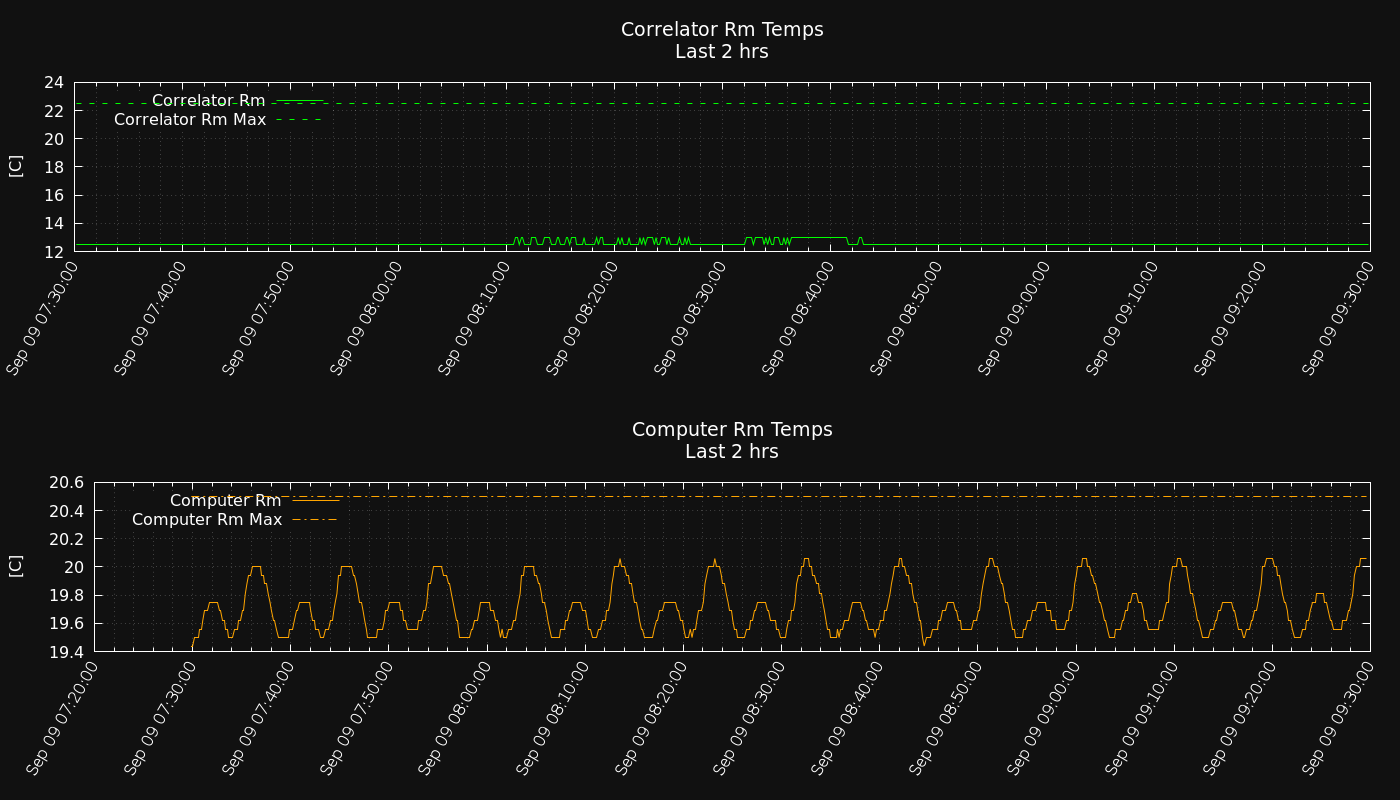 Correlator Rm Temps
Last 2 hrs
24
22
20
18
16
14
12
[C]
Correlator Rm
Correlator Rm Max
Sep 09 07:30:00
Sep 09 07:40:00
Sep 09 07:50:00
Sep 09 08:00:00
Sep 09 08:10:00
Sep 09 08:20:00
Sep 09 08:30:00
Sep 09 08:40:00
Sep 09 08:50:00
Sep 09 09:00:00
Sep 09 09:10:00
Sep 09 09:20:00
Sep 09 09:30:00
Computer Rm Temps
Last 2 hrs
20.6
20.4
20.2
20
19.8
19.6
19.4
[C]
Computer Rm
Computer Rm Max
Sep 09 07:20:00
Sep 09 07:30:00
Sep 09 07:40:00
Sep 09 07:50:00
Sep 09 08:00:00
Sep 09 08:10:00
Sep 09 08:20:00
Sep 09 08:30:00
Sep 09 08:40:00
Sep 09 08:50:00
Sep 09 09:00:00
Sep 09 09:10:00
Sep 09 09:20:00
Sep 09 09:30:00